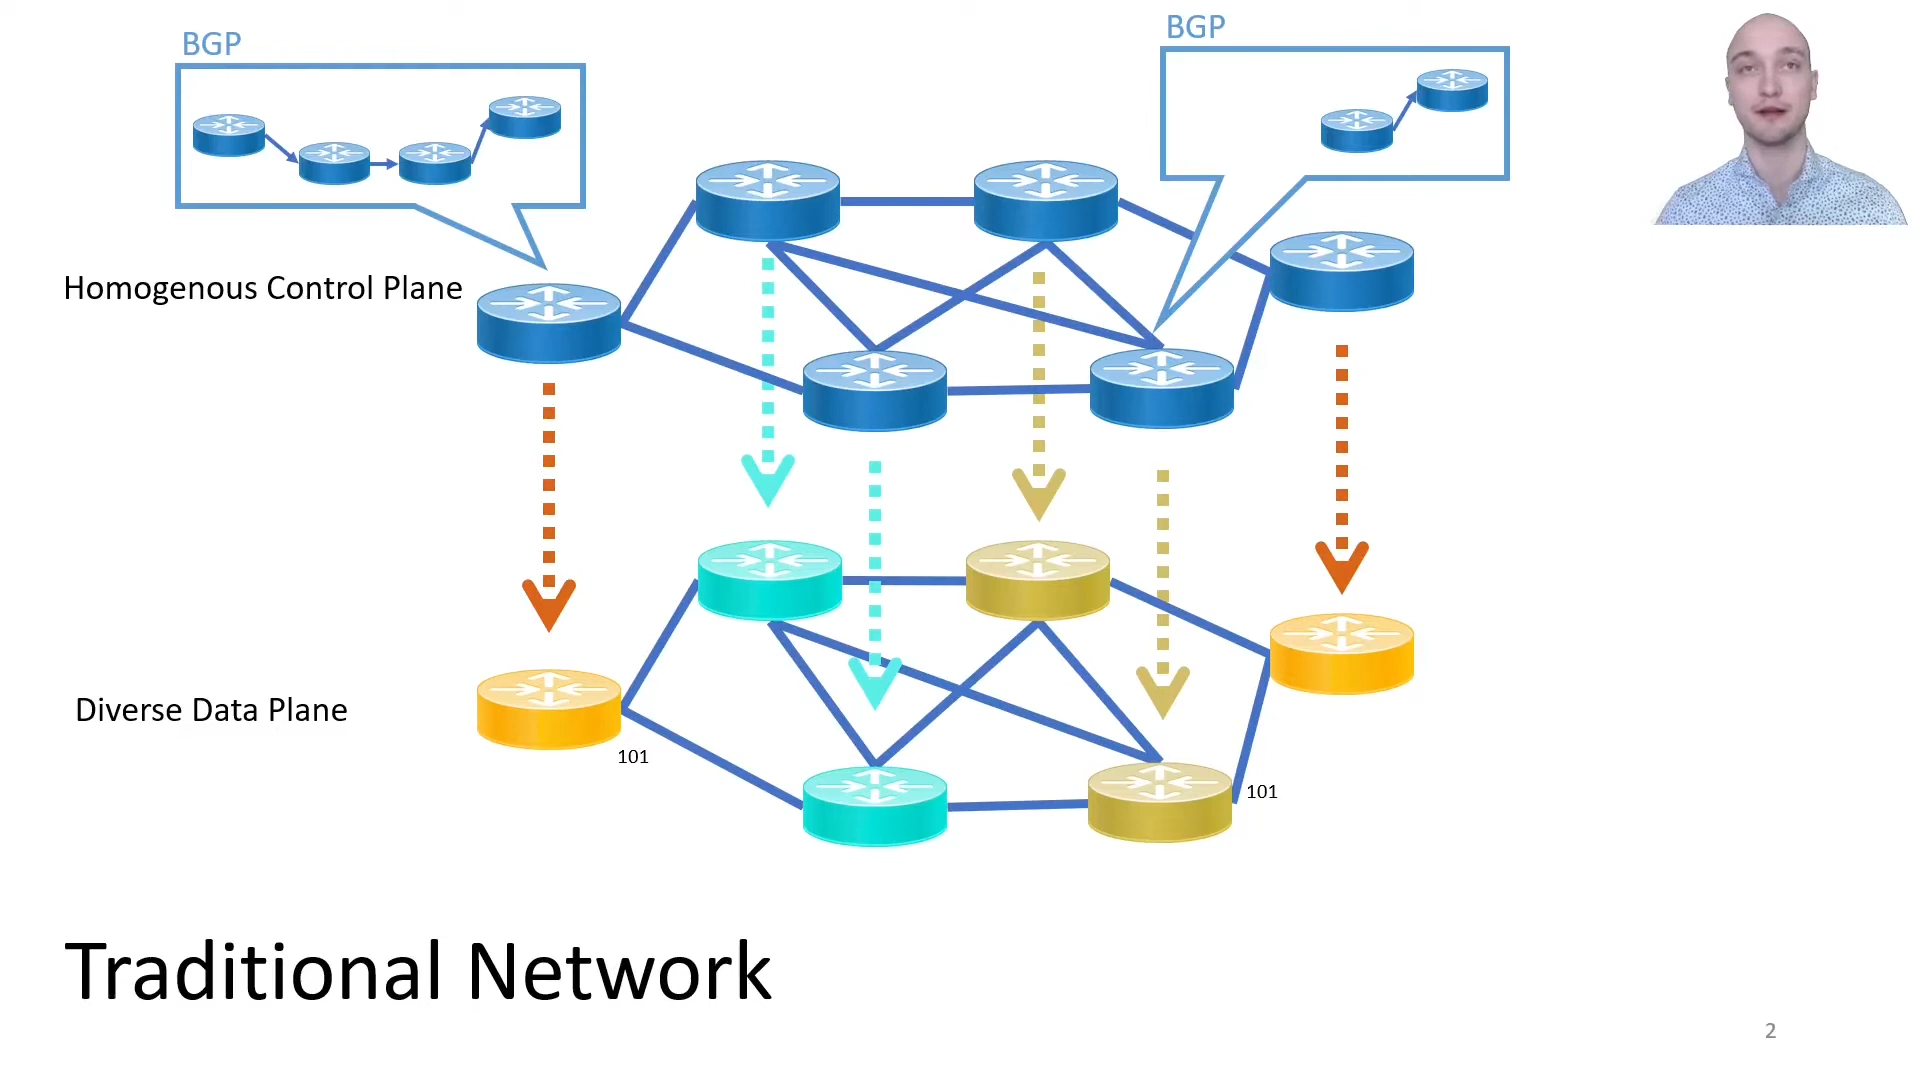 BGP
BGP
Homogenous Control Plane
Diverse Data Plane
101
101
Traditional Network
2